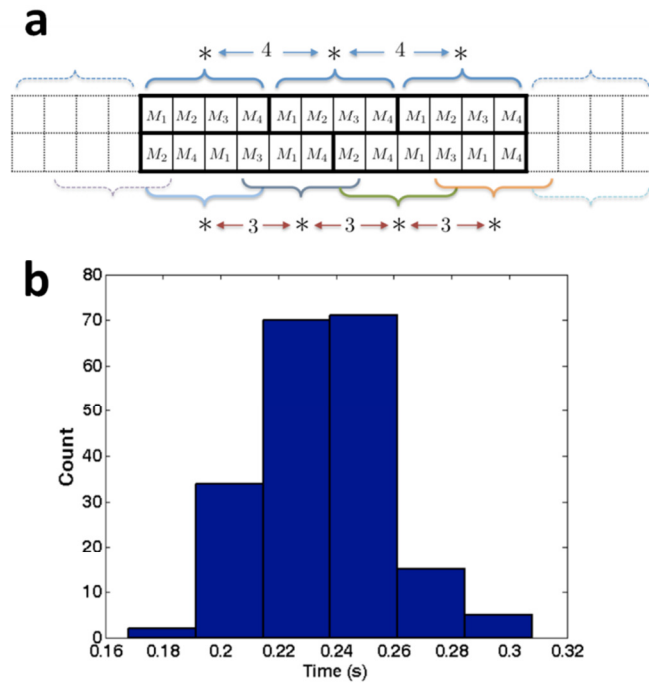 a
* 4 * 4 *
M₁ M₂ M₃ M₄ M₁ M₂ M₃ M₄ M₁ M₂ M₃ M₄
M₂ M₄ M₁ M₃ M₁ M₄ M₂ M₄ M₁ M₃ M₁ M₄
* 3 * 3 * 3 *
b
80
70
60
50
40
30
20
10
0
Count
0.16 0.18 0.2 0.22 0.24 0.26 0.28 0.3 0.32
Time (s)